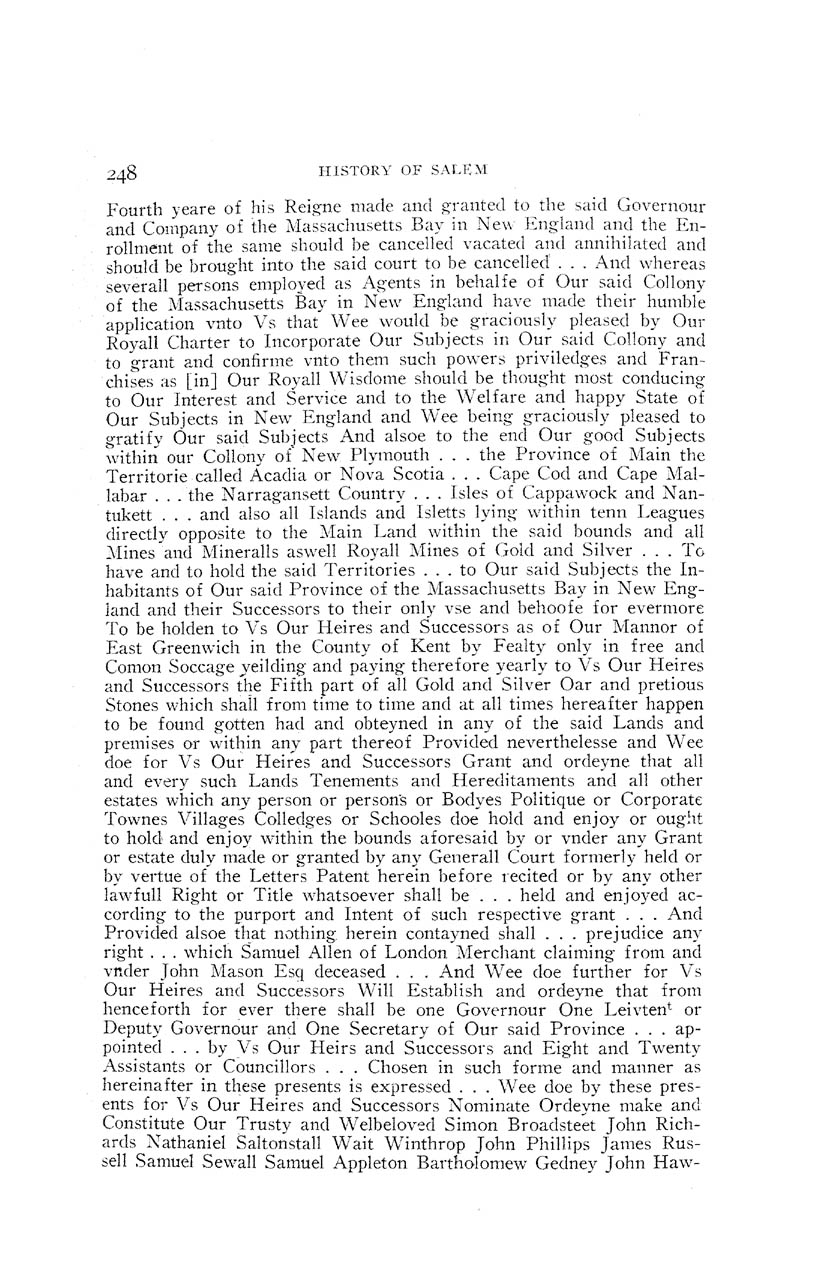 248 HISTORY OF SALEM
Fourth yeare of his Reigne made and granted to the said Governour
and Company of the Massachusetts Bay in New England and the En-
rollment of the same should be cancelled vacated and annihilated and
should be brought into the said court to be cancelled . . . And whereas
severall persons employed as Agents in behalfe of Our said Collony
of the Massachusetts Bay in New England have made their humble
application vnto Vs that Wee would be graciously pleased by Our
Royall Charter to Incorporate Our Subjects in Our said Collony and
to grant and confirme vnto them such powers priviledges and Fran-
chises as [in] Our Royall Wisdome should be thought most conducing
to Our Interest and Service and to the Welfare and happy State of
Our Subjects in New England and Wee being graciously pleased to
gratify Our said Subjects And alsoe to the end Our good Subjects
within our Collony of New Plymouth . . . the Province of Main the
Territorie called Acadia or Nova Scotia . . . Cape Cod and Cape Mal-
labar . . . the Narragansett Country . . . Isles of Cappawock and Nan-
tukett . . . and also all Islands and Isletts lying within tenn Leagues
directly opposite to the Main Land within the said bounds and all
Mines and Mineralls aswell Royall Mines of Gold and Silver . . . To
have and to hold the said Territories . . . to Our said Subjects the In-
habitants of Our said Province of the Massachusetts Bay in New Eng-
land and their Successors to their only vse and behoofe for evermore
To be holden to Vs Our Heires and Successors as of Our Mannor of
East Greenwich in the County of Kent by Fealty only in free and
Comon Soccage yeilding and paying therefore yearly to Vs Our Heires
and Successors the Fifth part of all Gold and Silver Oar and pretious
Stones which shall from time to time and at all times hereafter happen
to be found gotten had and obteyned in any of the said Lands and
premises or within any part thereof Provided neverthelesse and Wee
doe for Vs Our Heires and Successors Grant and ordeyne that all
and every such Lands Tenements and Hereditaments and all other
estates which any person or persons or Bodyes Politique or Corporate
Townes Villages Colledges or Schooles doe hold and enjoy or ought
to hold and enjoy within the bounds aforesaid by or vnder any Grant
or estate duly made or granted by any Generall Court formerly held or
by vertue of the Letters Patent herein before recited or by any other
lawfull Right or Title whatsoever shall be . . . held and enjoyed ac-
cording to the purport and Intent of such respective grant . . . And
Provided alsoe that nothing herein contayned shall . . . prejudice any
right . . . which Samuel Allen of London Merchant claiming from and
vnder John Mason Esq deceased . . . And Wee doe further for Vs
Our Heires and Successors Will Establish and ordeyne that from
henceforth for ever there shall be one Governour One Leivtenᵗ or
Deputy Governour and One Secretary of Our said Province . . . ap-
pointed . . . by Vs Our Heirs and Successors and Eight and Twenty
Assistants or Councillors . . . Chosen in such forme and manner as
hereinafter in these presents is expressed . . . Wee doe by these pres-
ents for Vs Our Heires and Successors Nominate Ordeyne make and
Constitute Our Trusty and Welbeloved Simon Broadsteet John Rich-
ards Nathaniel Saltonstall Wait Winthrop John Phillips James Rus-
sell Samuel Sewall Samuel Appleton Bartholomew Gedney John Haw-